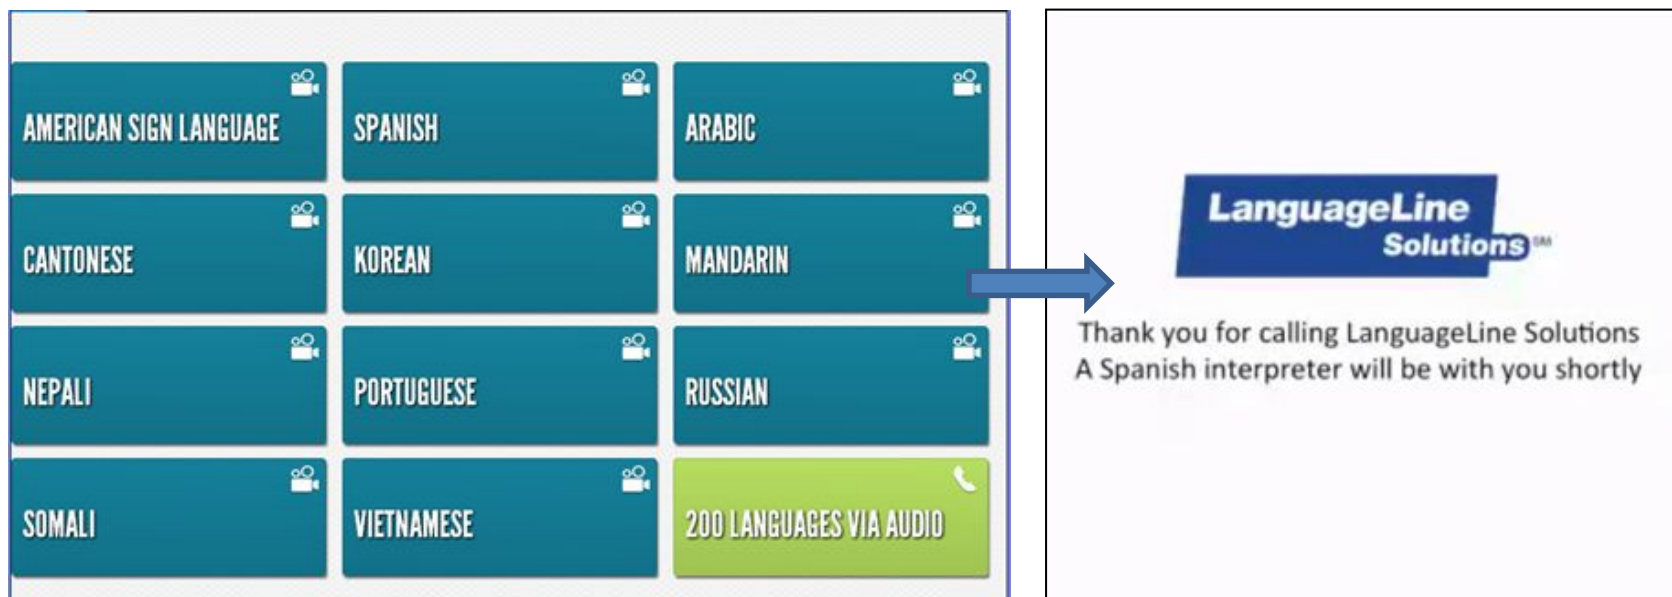 AMERICAN SIGN LANGUAGE
SPANISH
ARABIC
CANTONESE
KOREAN
MANDARIN
NEPALI
PORTUGUESE
RUSSIAN
SOMALI
VIETNAMESE
200 LANGUAGES VIA AUDIO
LanguageLine
Solutions SM
Thank you for calling LanguageLine Solutions
A Spanish interpreter will be with you shortly